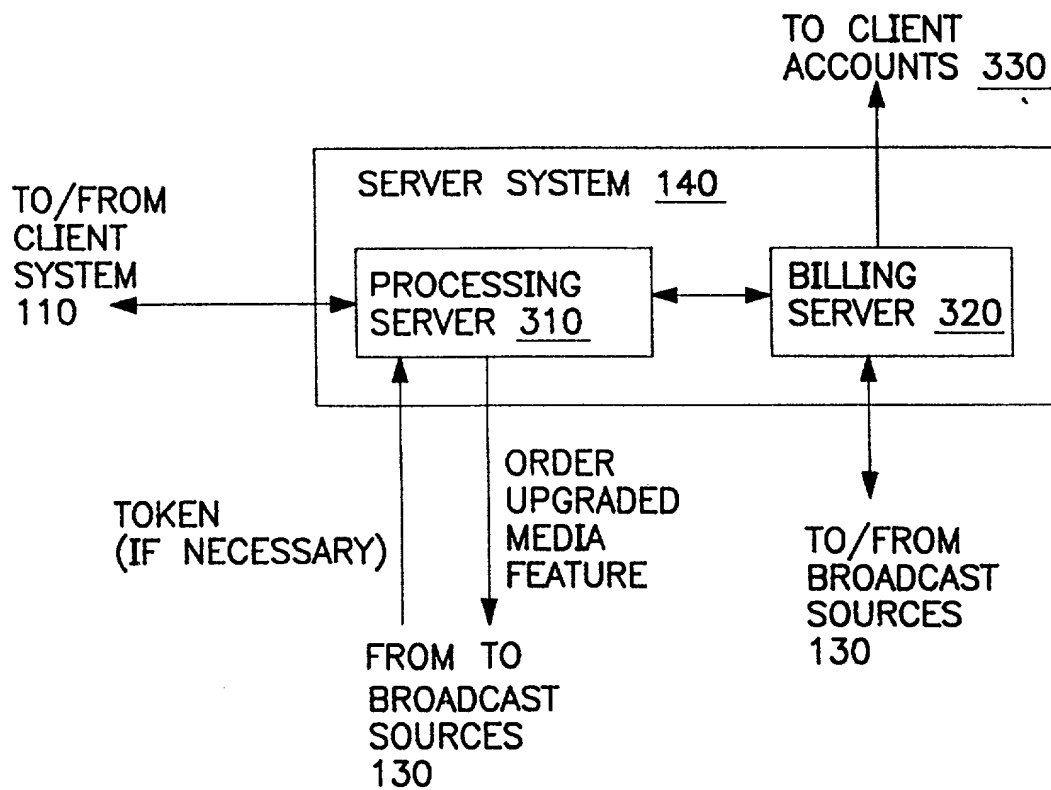 TO CLIENT
ACCOUNTS 330
SERVER SYSTEM 140
TO/FROM
CLIENT
SYSTEM
110
PROCESSING
SERVER 310
BILLING
SERVER 320
TOKEN
(IF NECESSARY)
ORDER
UPGRADED
MEDIA
FEATURE
TO/FROM
BROADCAST
SOURCES
130
FROM TO
BROADCAST
SOURCES
130